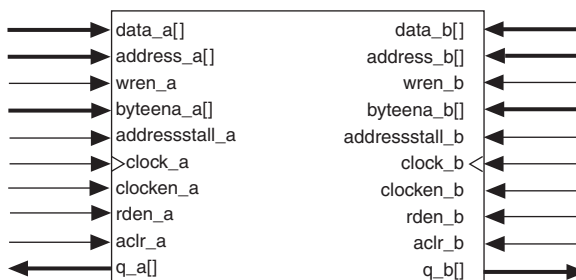 data_a[]
address_a[]
wren_a
byteena_a[]
addressstall_a
clock_a
clocken_a
rden_a
aclr_a
q_a[]
data_b[]
address_b[]
wren_b
byteena_b[]
addressstall_b
clock_b
clocken_b
rden_b
aclr_b
q_b[]